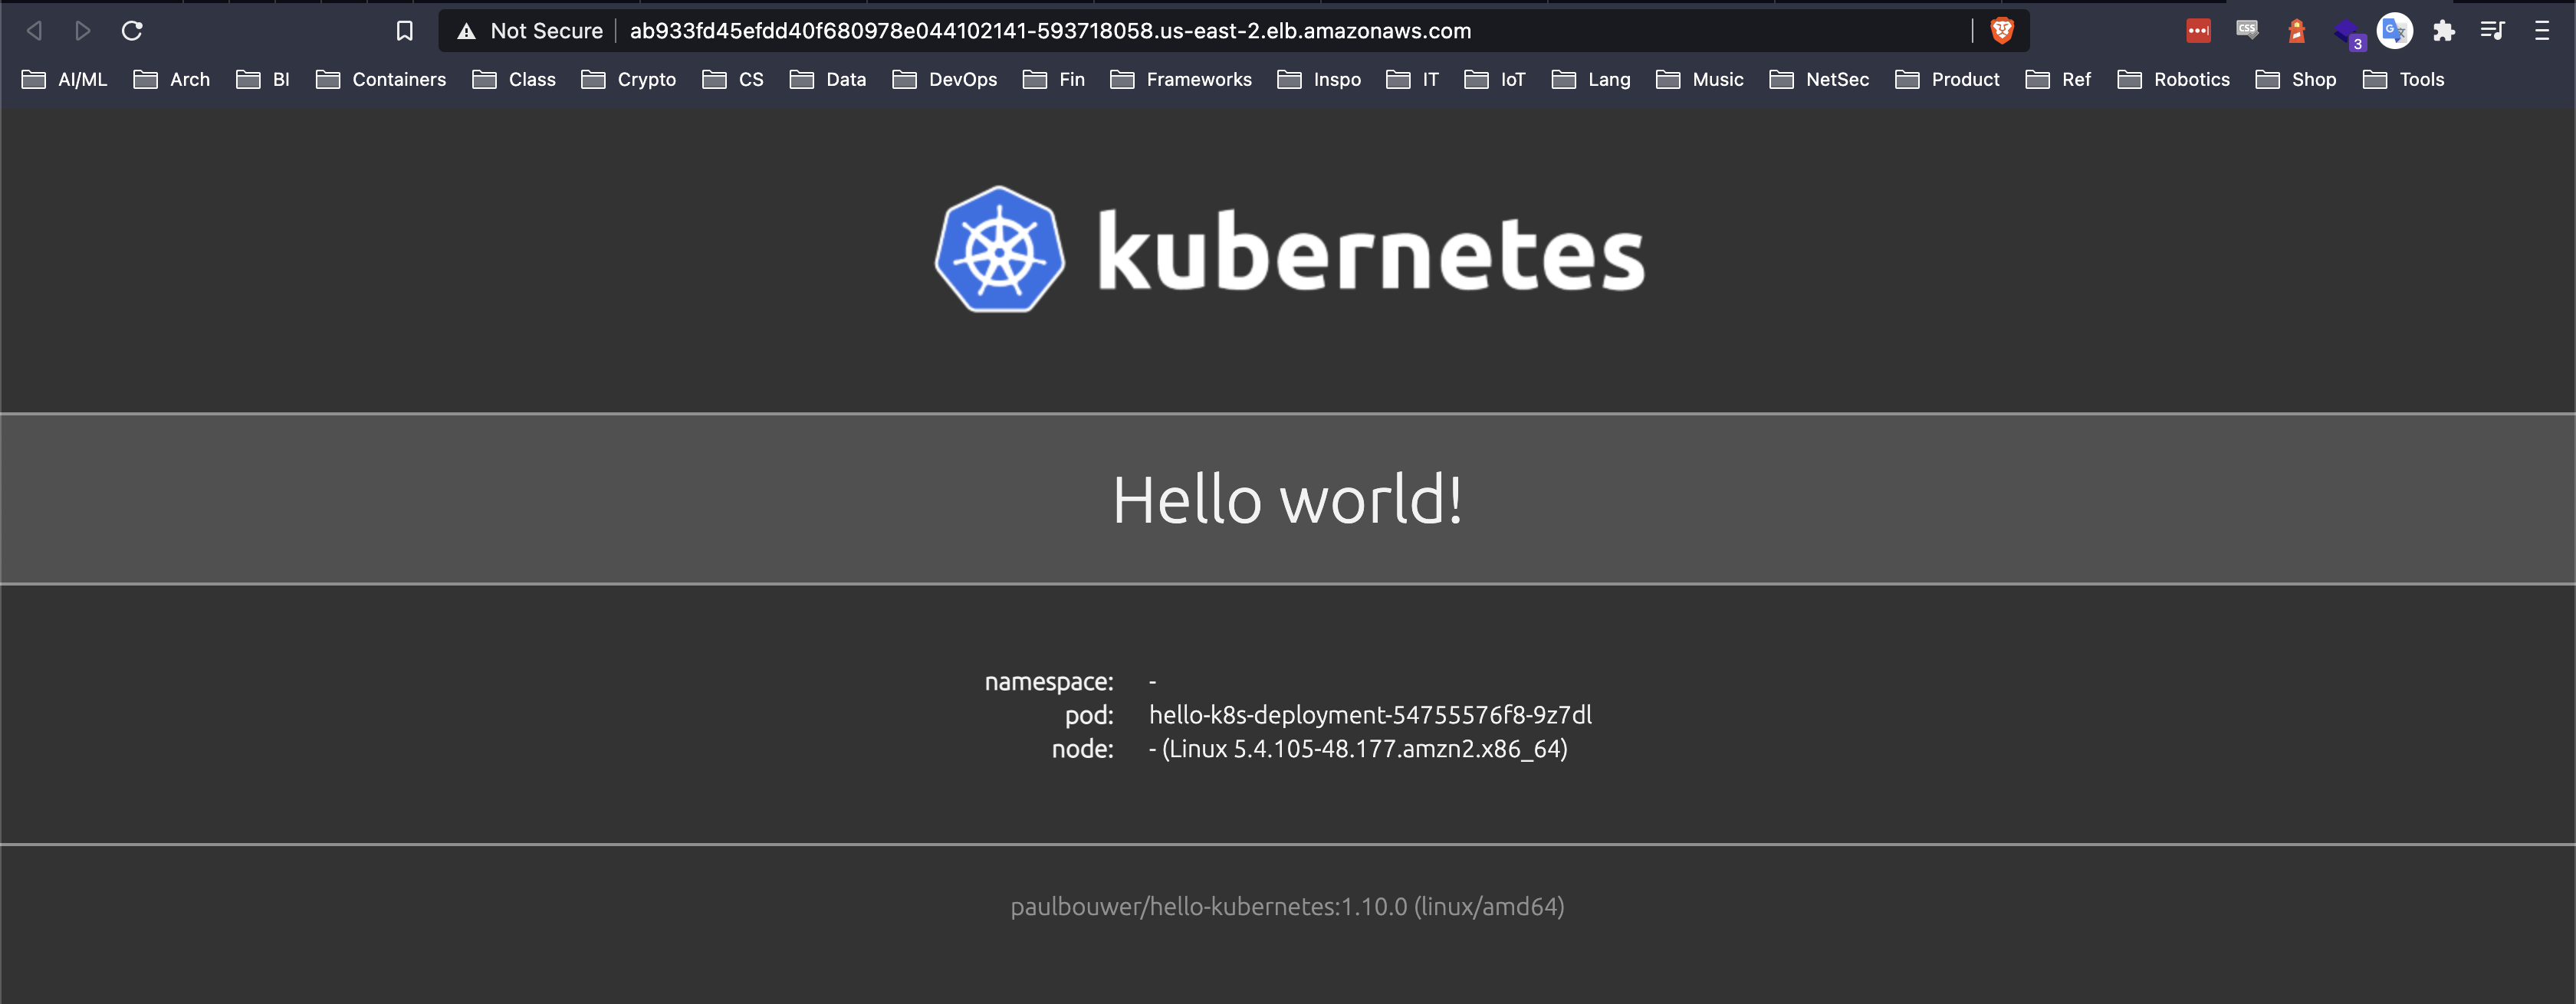 Not Secure ab933fd45efdd40f680978e044102141-593718058.us-east-2.elb.amazonaws.com
CSS 3 G
AI/ML Arch BI Containers Class Crypto CS Data DevOps Fin Frameworks Inspo IT IoT Lang Music NetSec Product Ref Robotics Shop Tools
kubernetes
Hello world!
namespace: -
pod: hello-k8s-deployment-54755576f8-9z7dl
node: - (Linux 5.4.105-48.177.amzn2.x86_64)
paulbouwer/hello-kubernetes:1.10.0 (linux/amd64)